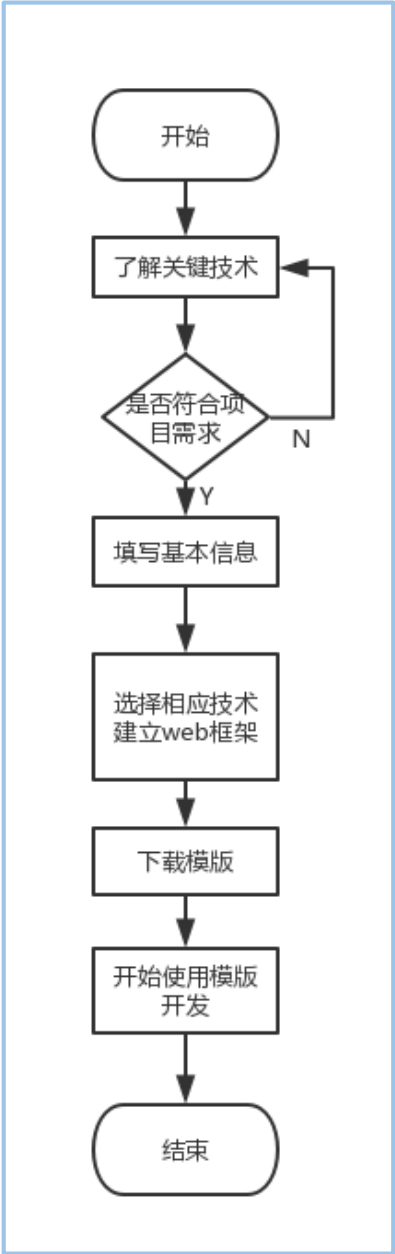 开始
了解关键技术
是否符合项
目需求
N
Y
填写基本信息
选择相应技术
建立web框架
下载模版
开始使用模版
开发
结束